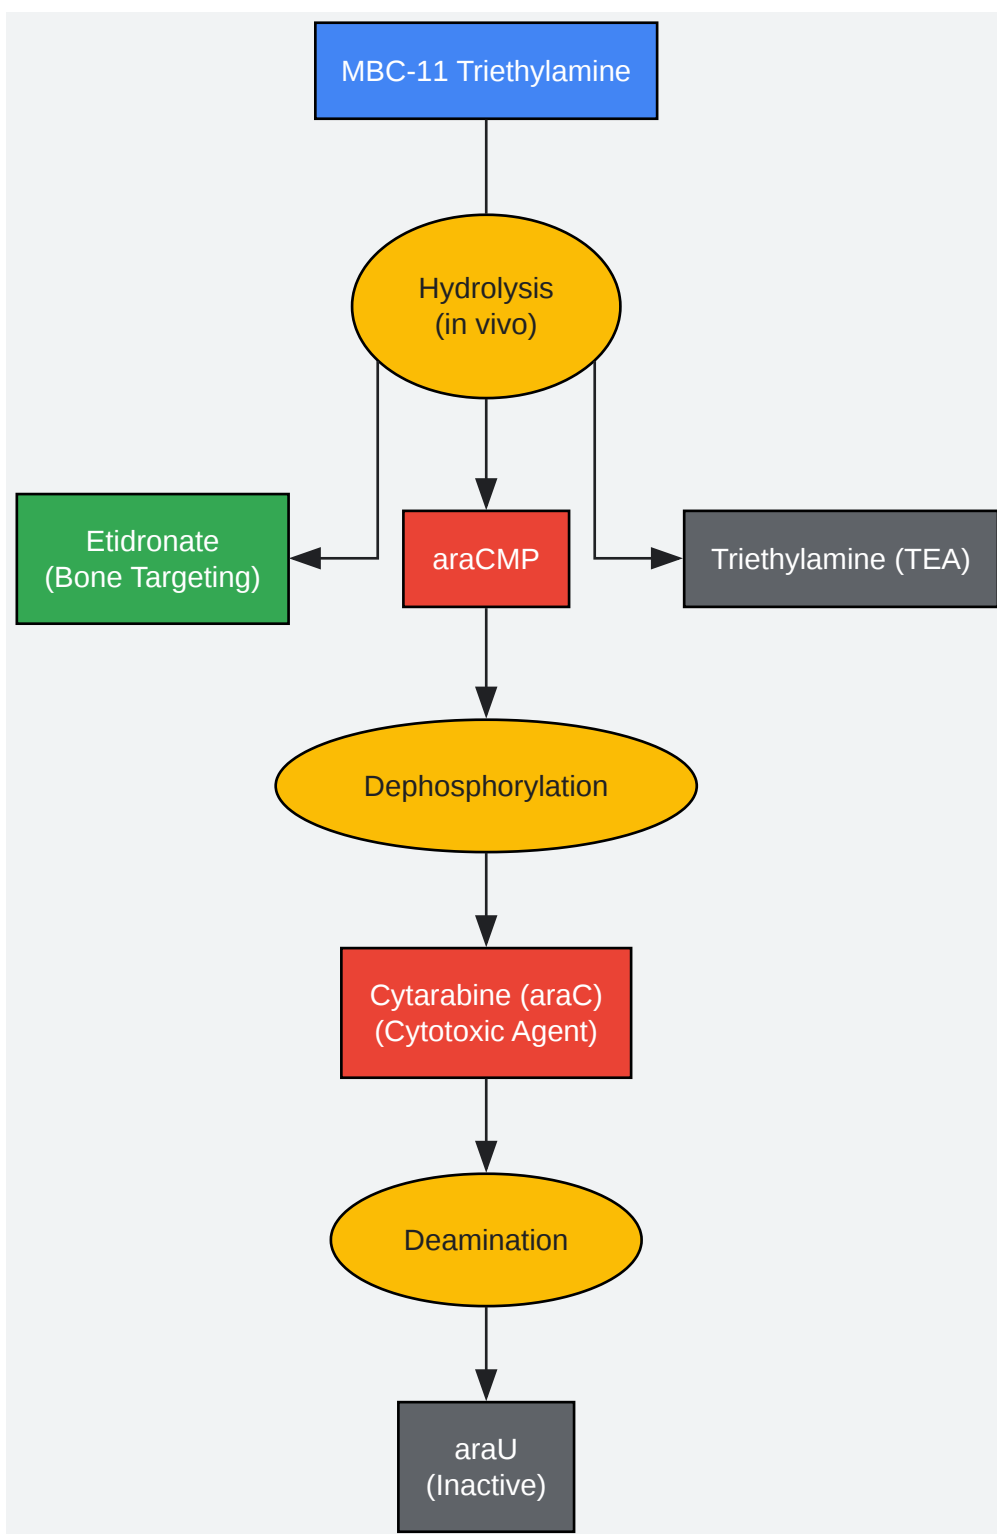 MBC-11 Triethylamine
Hydrolysis
(in vivo)
Etidronate
(Bone Targeting)
araCMP
Triethylamine (TEA)
Dephosphorylation
Cytarabine (araC)
(Cytotoxic Agent)
Deamination
araU
(Inactive)